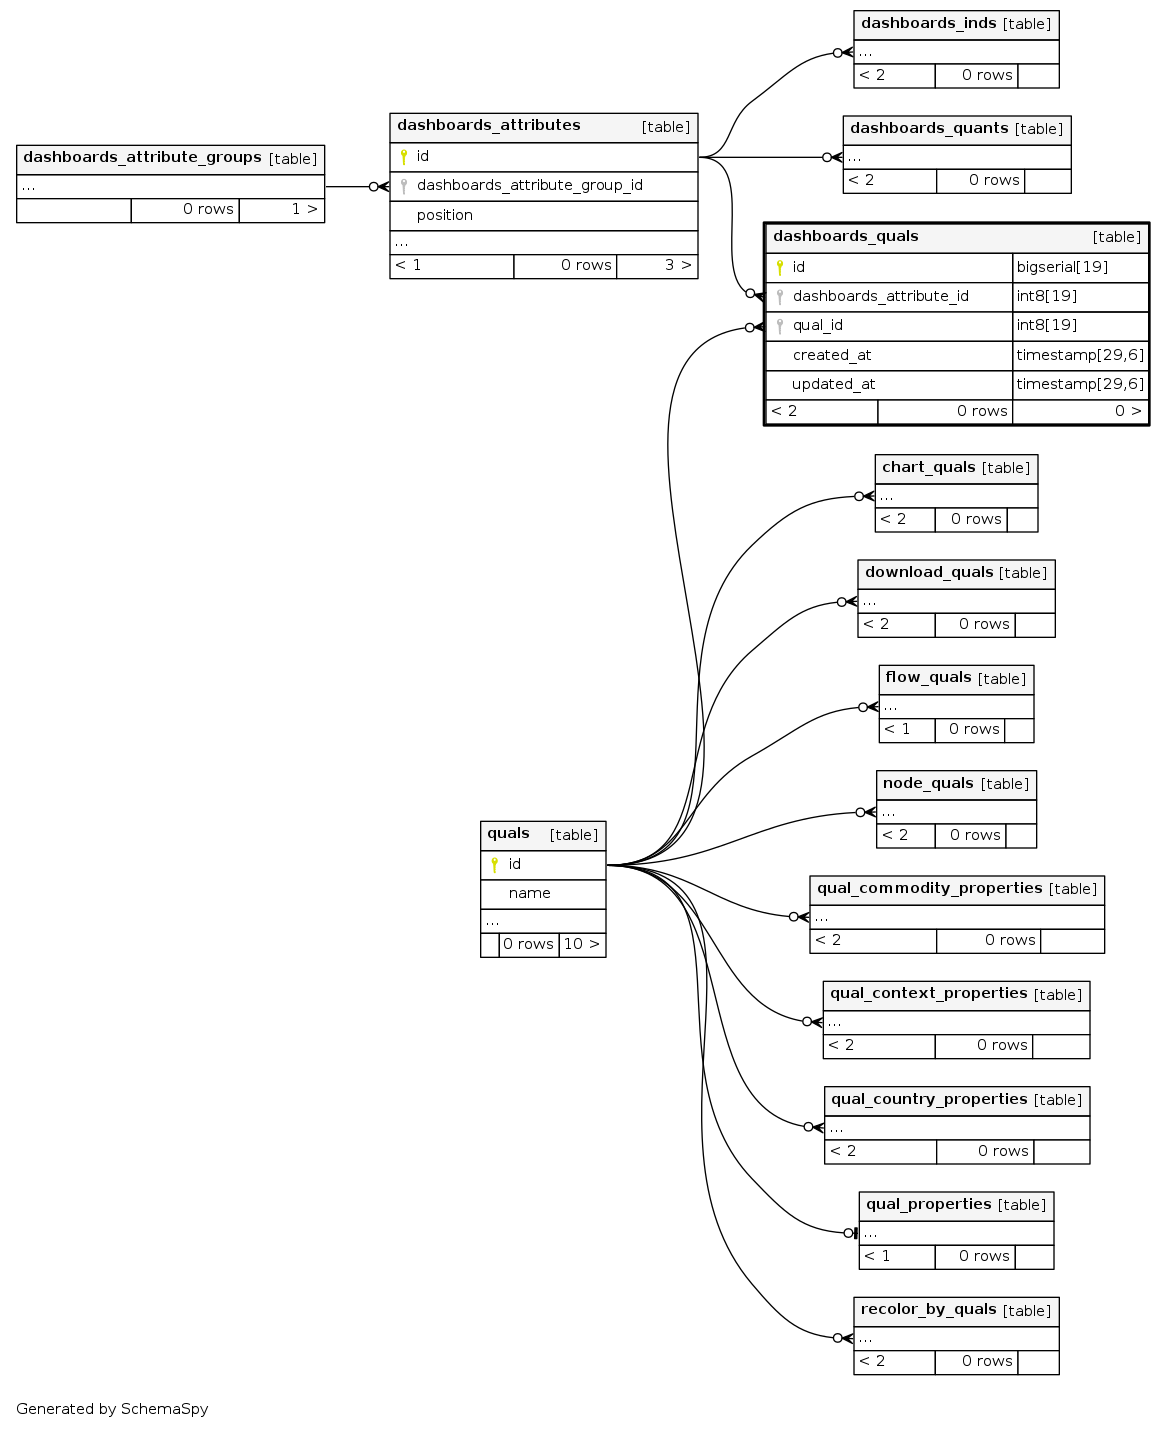 dashboards_inds [table]
...
< 2 0 rows
dashboards_attributes [table]
id
dashboards_attribute_group_id
position
...
< 1 0 rows 3 >
dashboards_quants [table]
...
< 2 0 rows
dashboards_attribute_groups [table]
...
0 rows 1 >
dashboards_quals [table]
id bigserial[19]
dashboards_attribute_id int8[19]
qual_id int8[19]
created_at timestamp[29,6]
updated_at timestamp[29,6]
< 2 0 rows 0 >
chart_quals [table]
...
< 2 0 rows
download_quals [table]
...
< 2 0 rows
flow_quals [table]
...
< 1 0 rows
node_quals [table]
...
< 2 0 rows
quals [table]
id
name
...
0 rows 10 >
qual_commodity_properties [table]
...
< 2 0 rows
qual_context_properties [table]
...
< 2 0 rows
qual_country_properties [table]
...
< 2 0 rows
qual_properties [table]
...
< 1 0 rows
recolor_by_quals [table]
...
< 2 0 rows
Generated by SchemaSpy